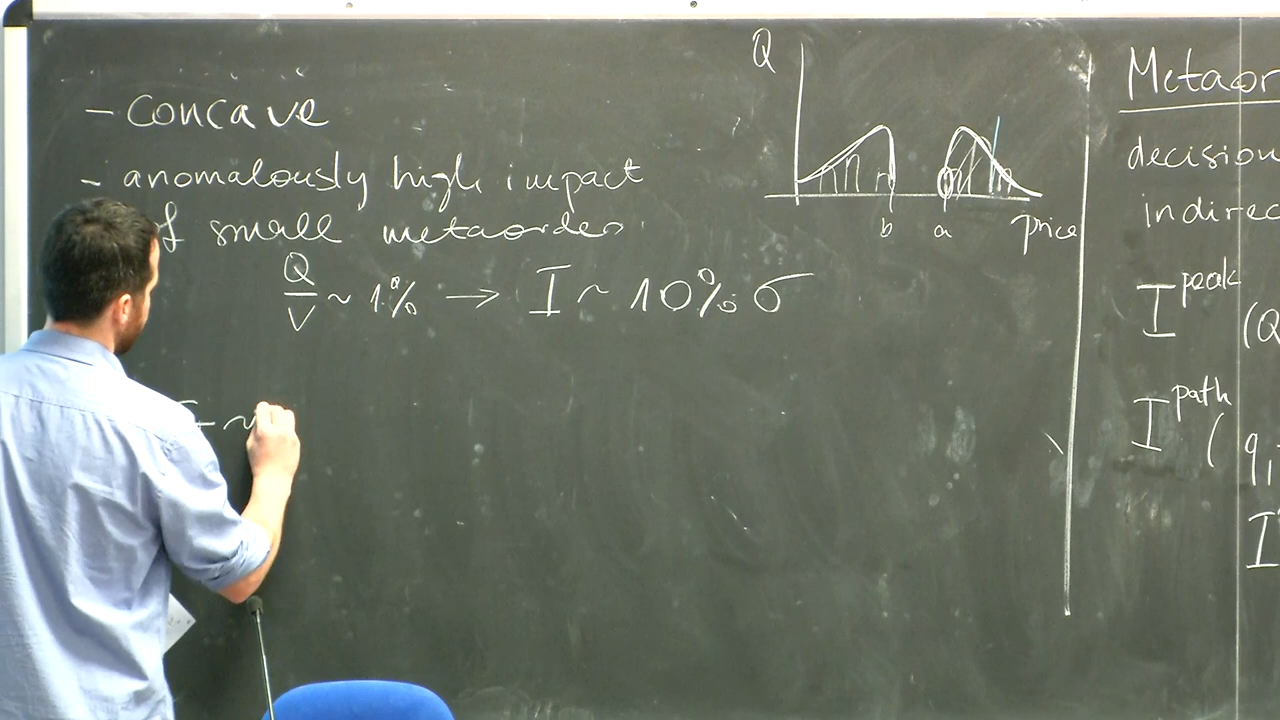 - concave
- anomalously high impact
of small metaorders
Q/V ~ 1% → I ~ 10% σ
I ~
Q
b a price
Metaor
decision
indirec
I^peak (Q
I^path ( q,
I